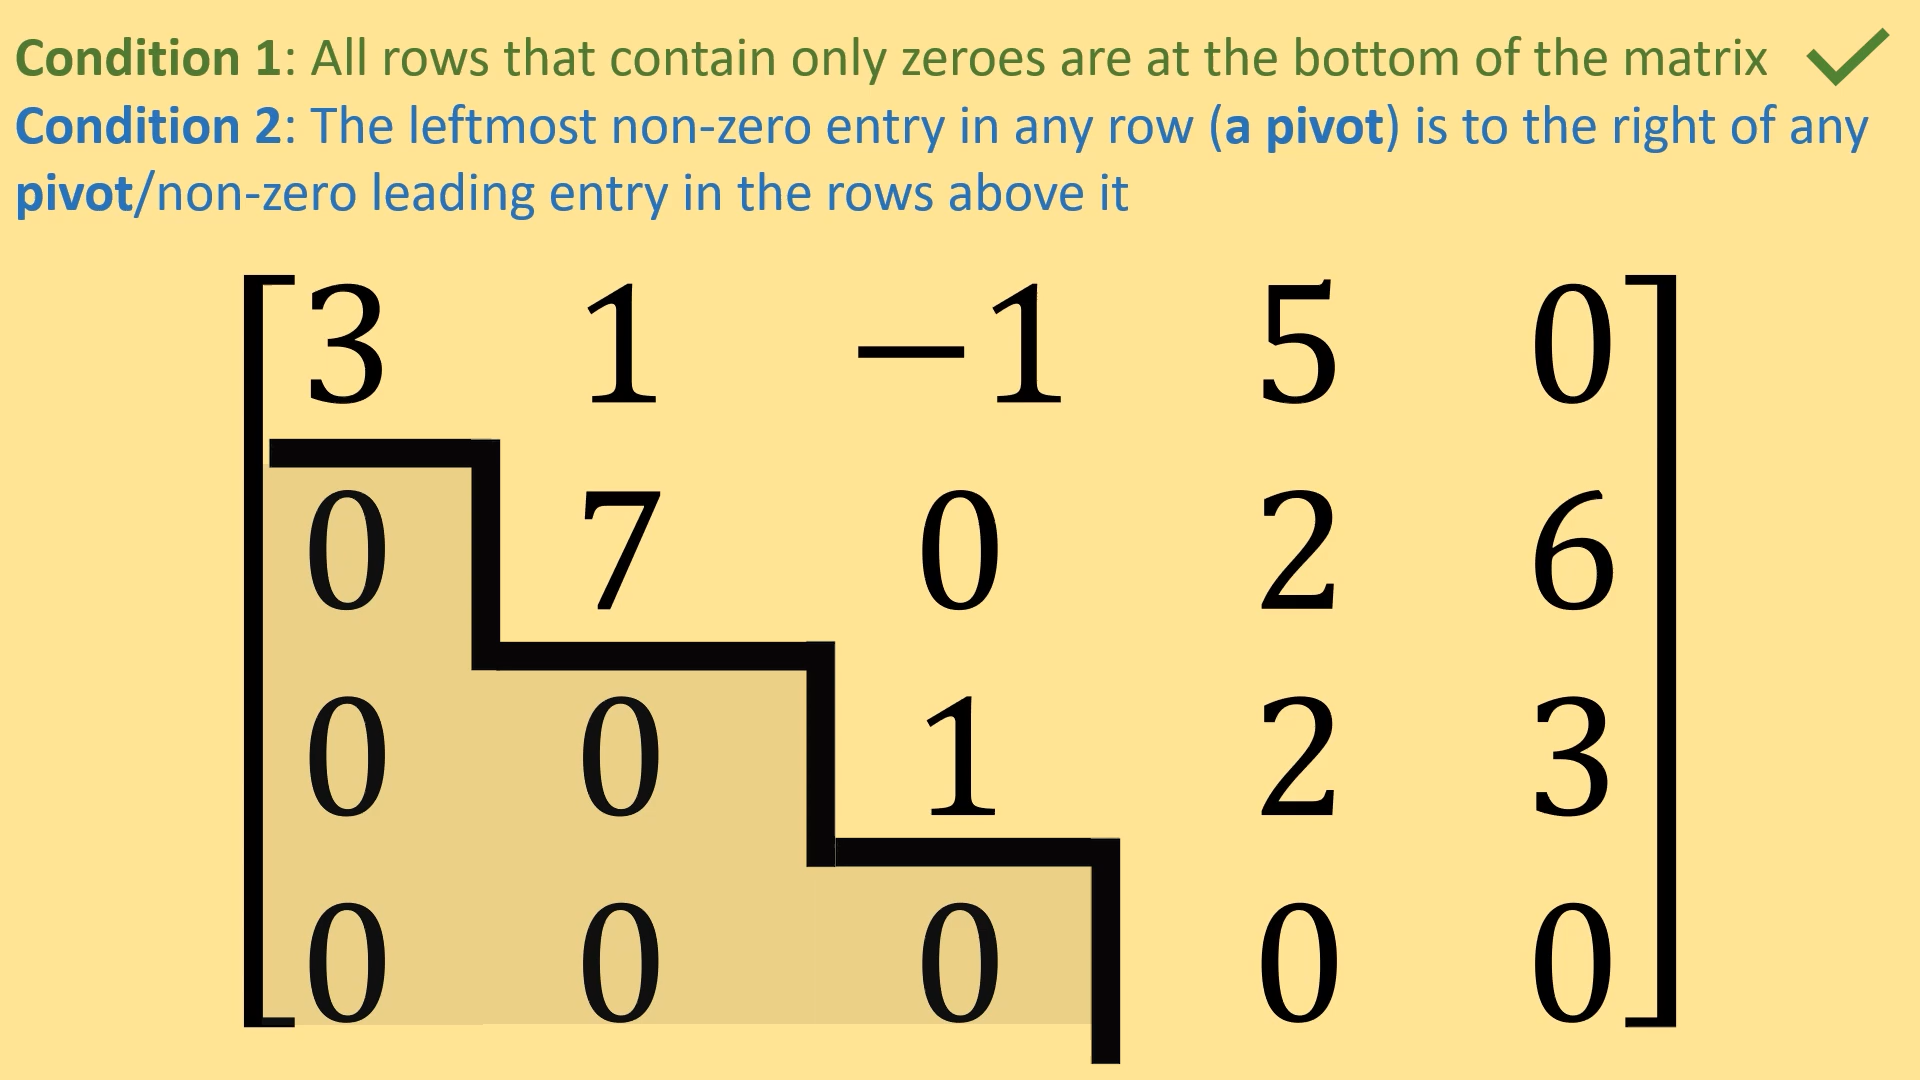 Condition 1: All rows that contain only zeroes are at the bottom of the matrix ✓
Condition 2: The leftmost non-zero entry in any row (a pivot) is to the right of any
pivot/non-zero leading entry in the rows above it
3 1 −1 5 0
0 7 0 2 6
0 0 1 2 3
0 0 0 0 0